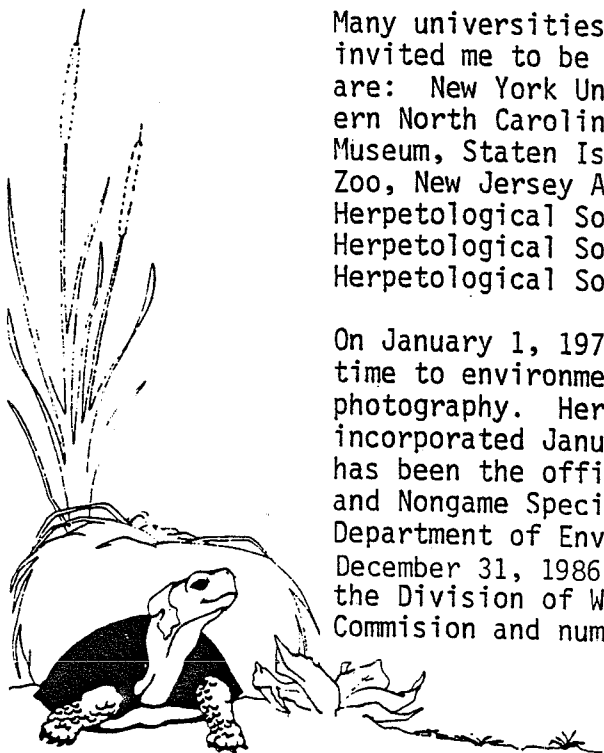 Many universities
invited me to be
are: New York Un
ern North Carolin
Museum, Staten Is
Zoo, New Jersey A
Herpetological So
Herpetological So
Herpetological So
On January 1, 197
time to environme
photography. Her
incorporated Janu
has been the offi
and Nongame Speci
Department of Env
December 31, 1986
the Division of W
Commision and num